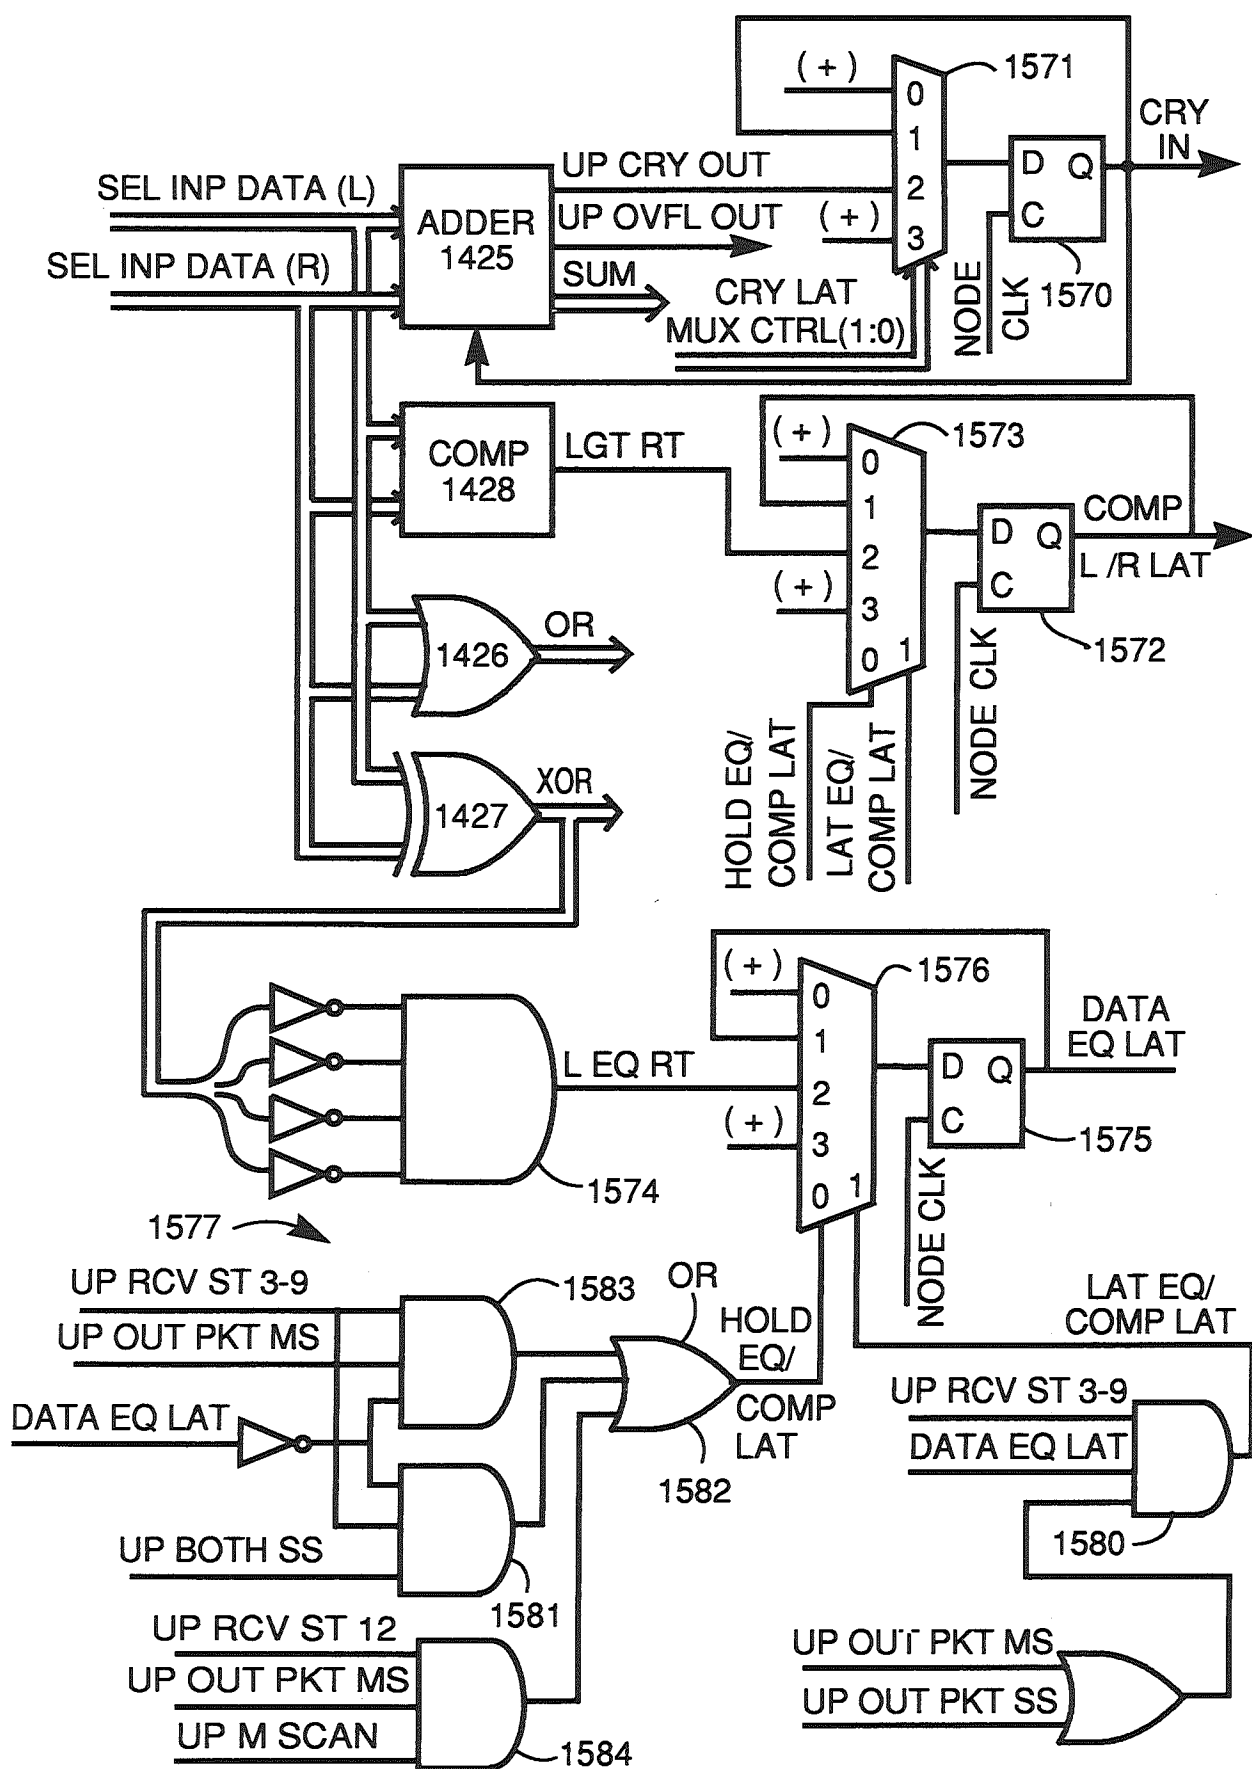 (+)
1571
0
CRY
IN
1
SEL INP DATA (L)
UP CRY OUT
D Q
2
ADDER
1425
UP OVFL OUT
(+)
C
3
SEL INP DATA (R)
SUM
CRY LAT
MUX CTRL(1:0)
NODE
CLK
1570
COMP
1428
LGT RT
(+)
1573
0
1
COMP
D Q
2
L /R LAT
(+)
C
3
1426
OR
0 1
1572
HOLD EQ/
COMP LAT
LAT EQ/
COMP LAT
NODE CLK
1427
XOR
(+)
1576
0
DATA
EQ LAT
1
L EQ RT
D Q
2
(+)
C
1575
3
1574
0 1
NODE CLK
1577
UP RCV ST 3-9
1583
OR
LAT EQ/
COMP LAT
UP OUT PKT MS
HOLD
EQ/
COMP
LAT
DATA EQ LAT
UP RCV ST 3-9
DATA EQ LAT
1582
UP BOTH SS
1580
1581
UP RCV ST 12
UP OUT PKT MS
UP OUT PKT MS
UP OUT PKT SS
UP M SCAN
1584